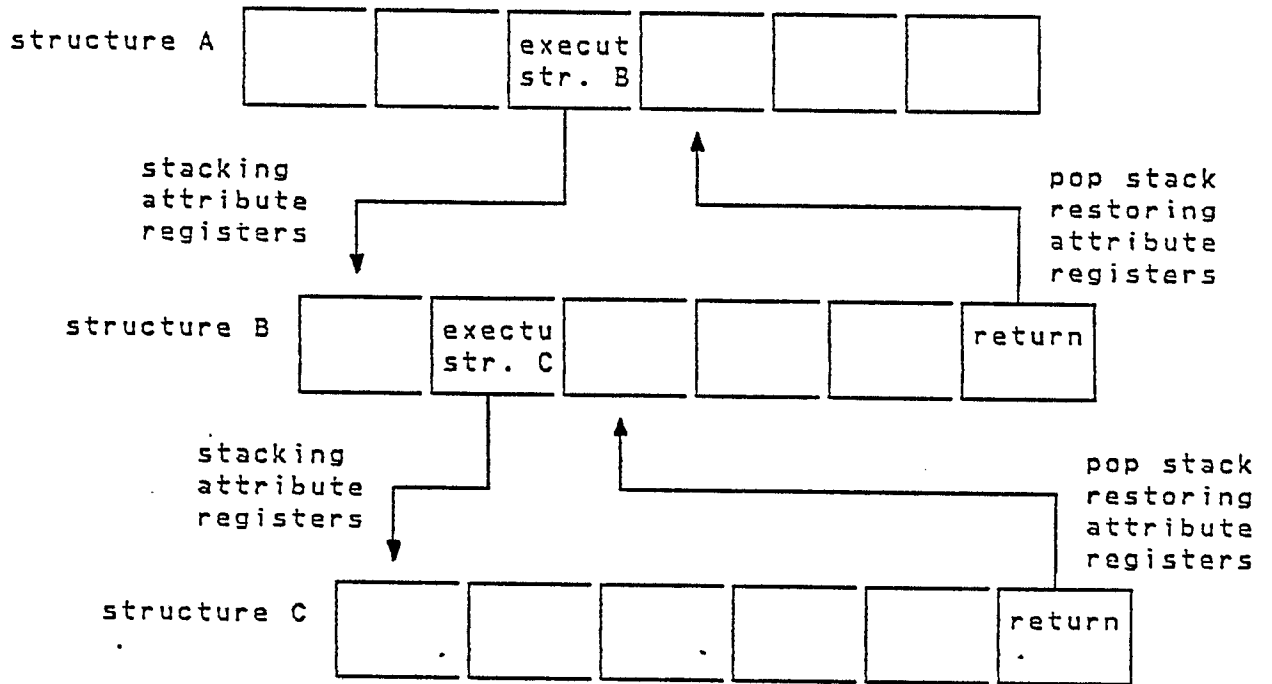 structure A
execut
str. B
stacking
attribute
registers
pop stack
restoring
attribute
registers
structure B
exectu
str. C
return
stacking
attribute
registers
pop stack
restoring
attribute
registers
structure C
return